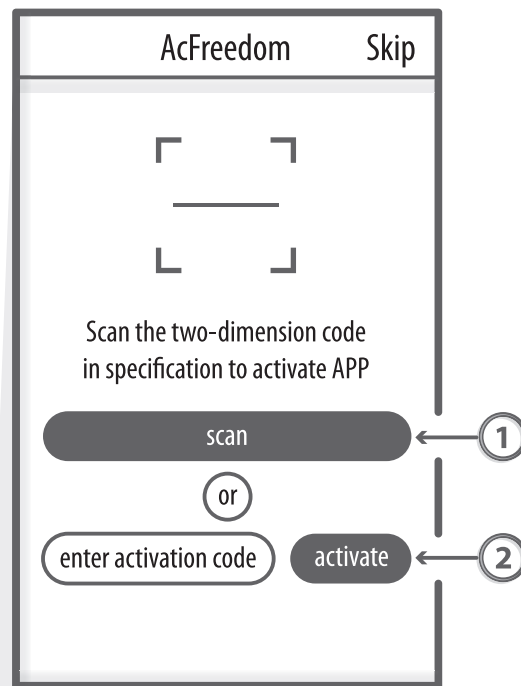 AcFreedom Skip
Scan the two-dimension code
in specification to activate APP
scan
1
or
enter activation code activate
2